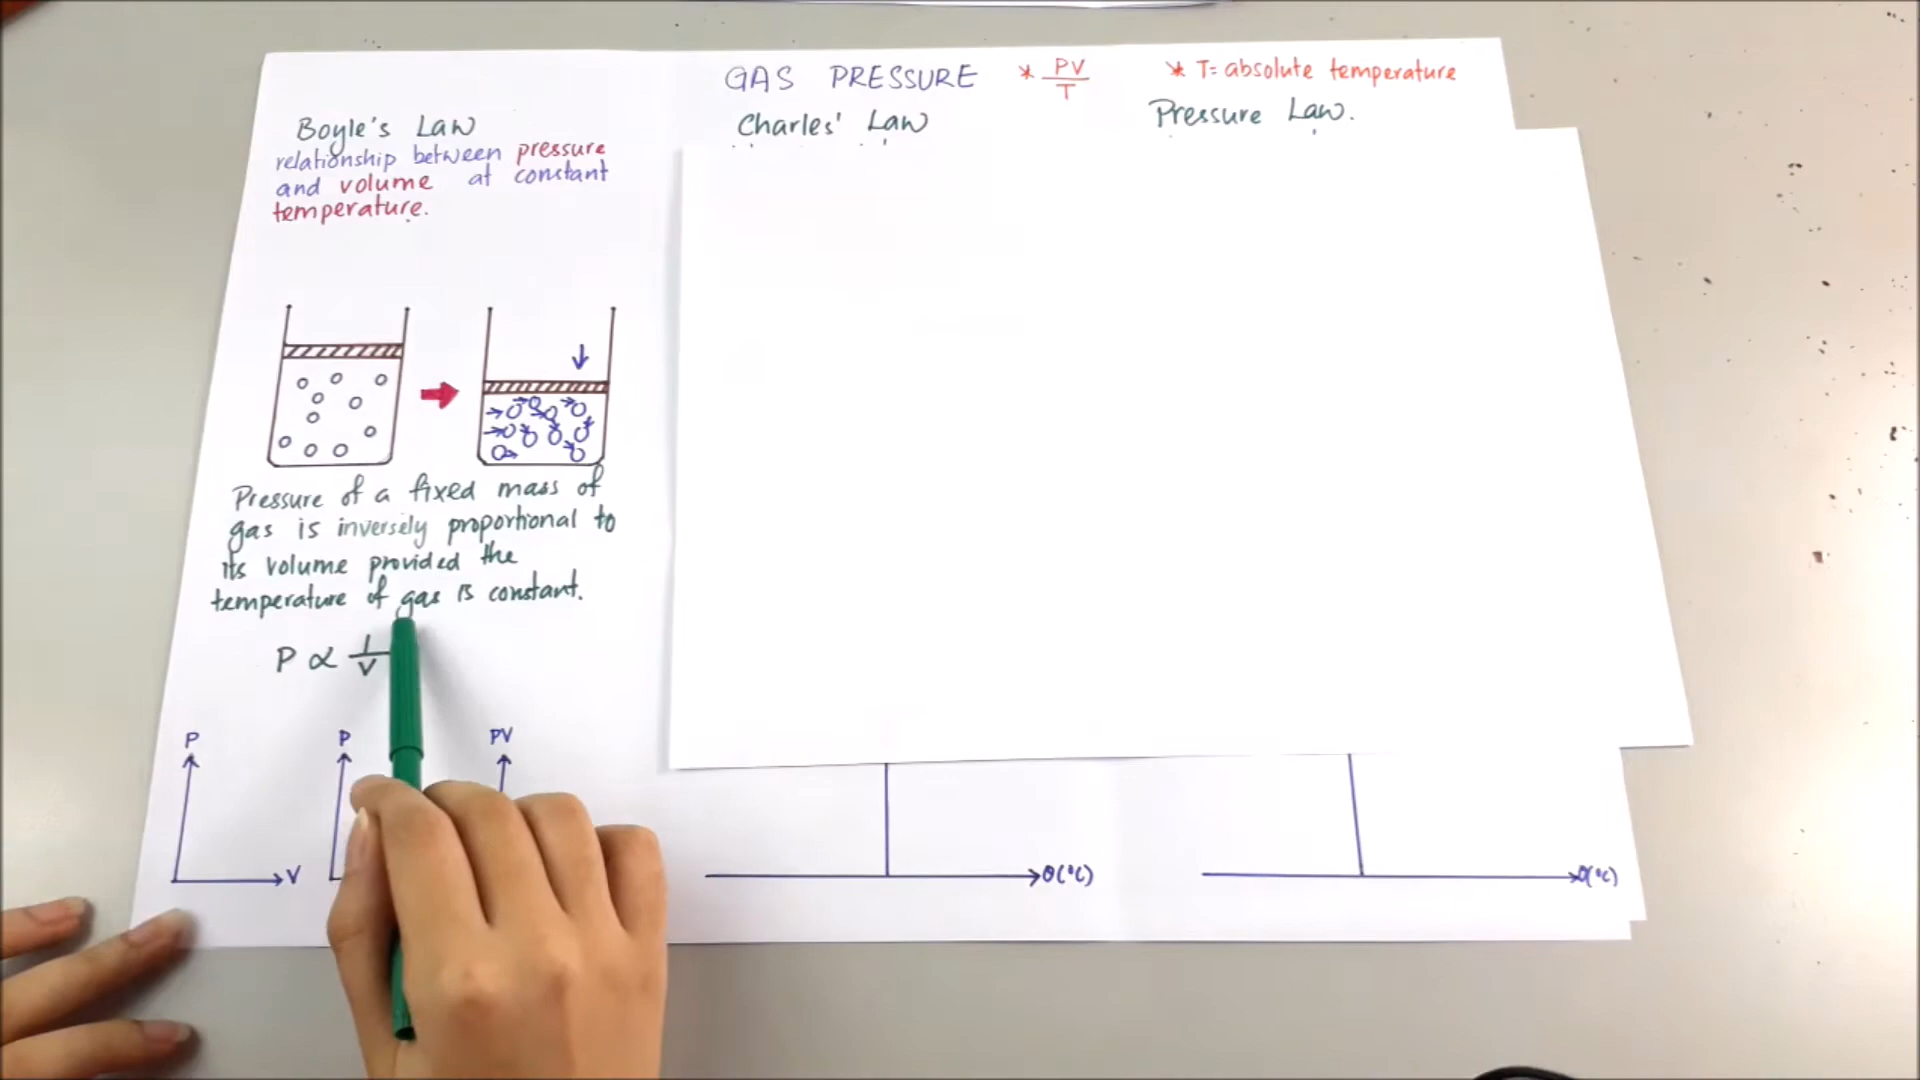 GAS PRESSURE * PV/T * T= absolute temperature
Boyle's Law
relationship between pressure
and volume at constant
temperature.
Charles' Law
Pressure Law.
Pressure of a fixed mass of
gas is inversely proportional to
its volume provided the
temperature of gas is constant.
P ∝ 1/V
P
V
P
PV
θ(°C)
θ(°C)